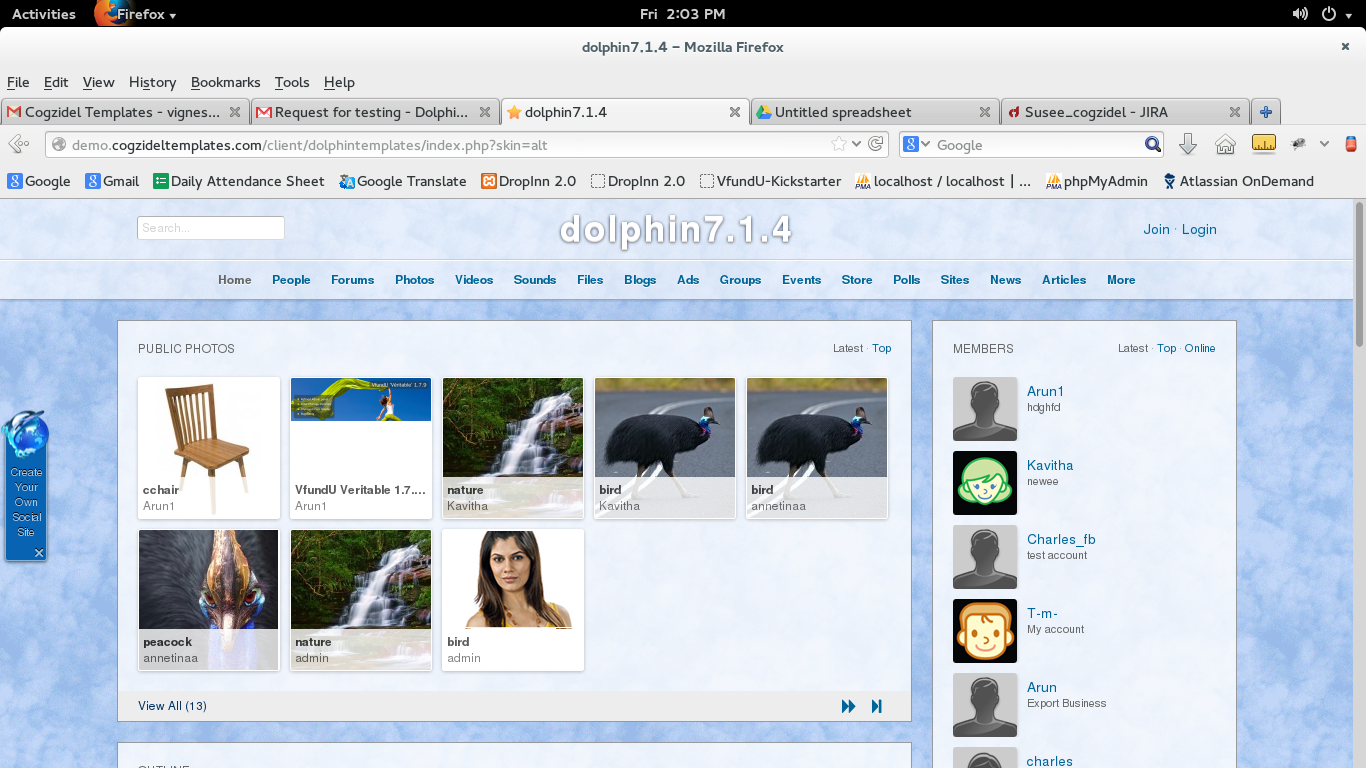 Activities Firefox Fri 2:03 PM
dolphin7.1.4 – Mozilla Firefox
File Edit View History Bookmarks Tools Help
Cogzidel Templates - vignes... Request for testing - Dolphi... dolphin7.1.4 Untitled spreadsheet Susee_cogzidel - JIRA
demo.cogzideltemplates.com/client/dolphintemplates/index.php?skin=alt Google
Google Gmail Daily Attendance Sheet Google Translate DropInn 2.0 DropInn 2.0 VfundU-Kickstarter localhost / localhost | ... phpMyAdmin Atlassian OnDemand
Search... dolphin7.1.4 Join · Login
Home People Forums Photos Videos Sounds Files Blogs Ads Groups Events Store Polls Sites News Articles More
PUBLIC PHOTOS Latest · Top
VfundU 'Veritable' 1.7.9
cchair
Arun1
VfundU Veritable 1.7....
Arun1
nature
Kavitha
bird
Kavitha
bird
annetinaa
peacock
annetinaa
nature
admin
bird
admin
View All (13)
MEMBERS Latest · Top · Online
Arun1
hdghfd
Kavitha
newee
Charles_fb
test account
T-m-
My account
Arun
Export Business
charles
Create
Your
Own
Social
Site
OUTLINE